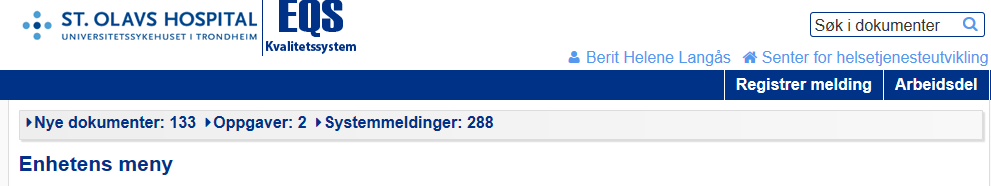 ST. OLAVS HOSPITAL
UNIVERSITETSSYKEHUSET I TRONDHEIM
EQS
Kvalitetssystem
Søk i dokumenter
Berit Helene Langås Senter for helsetjenesteutvikling
Registrer melding Arbeidsdel
Nye dokumenter: 133 Oppgaver: 2 Systemmeldinger: 288
Enhetens meny